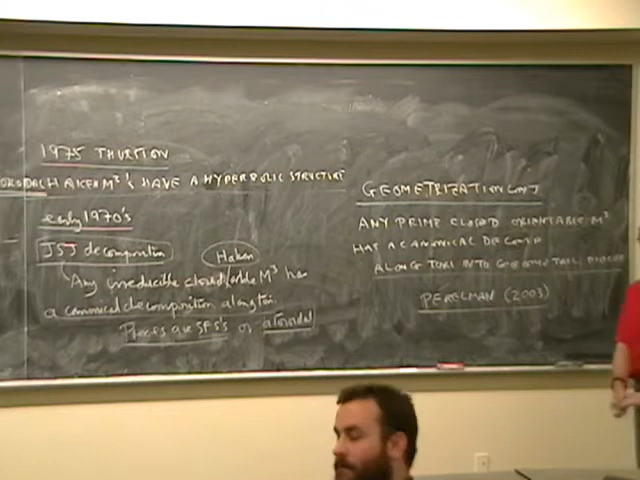 1975 THURSTON
HAKEN M³'S HAVE A HYPERBOLIC STRUCTURE
early 1970's
JSJ decomposition
Haken
Any irreducible closed/orble M³ has
a canonical decomposition along tori
Pieces are SFS's or atoroidal
GEOMETRIZATION CONJ
ANY PRIME CLOSED ORIENTABLE M³
HAS A CANONICAL DECOMP
ALONG TORI INTO GEOMETRIC PIECES
PERELMAN (2003)